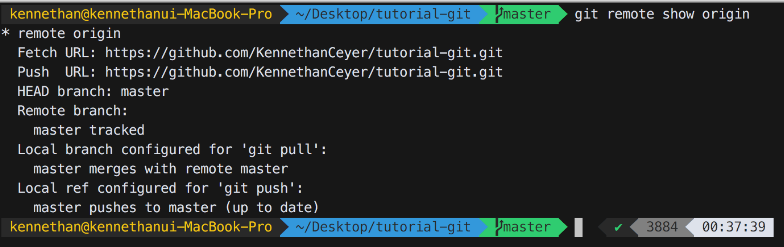 kennethan@kennethanui-MacBook-Pro ~/Desktop/tutorial-git master git remote show origin
* remote origin
  Fetch URL: https://github.com/KennethanCeyer/tutorial-git.git
  Push  URL: https://github.com/KennethanCeyer/tutorial-git.git
  HEAD branch: master
  Remote branch:
    master tracked
  Local branch configured for 'git pull':
    master merges with remote master
  Local ref configured for 'git push':
    master pushes to master (up to date)
kennethan@kennethanui-MacBook-Pro ~/Desktop/tutorial-git master ✔ 3884 00:37:39